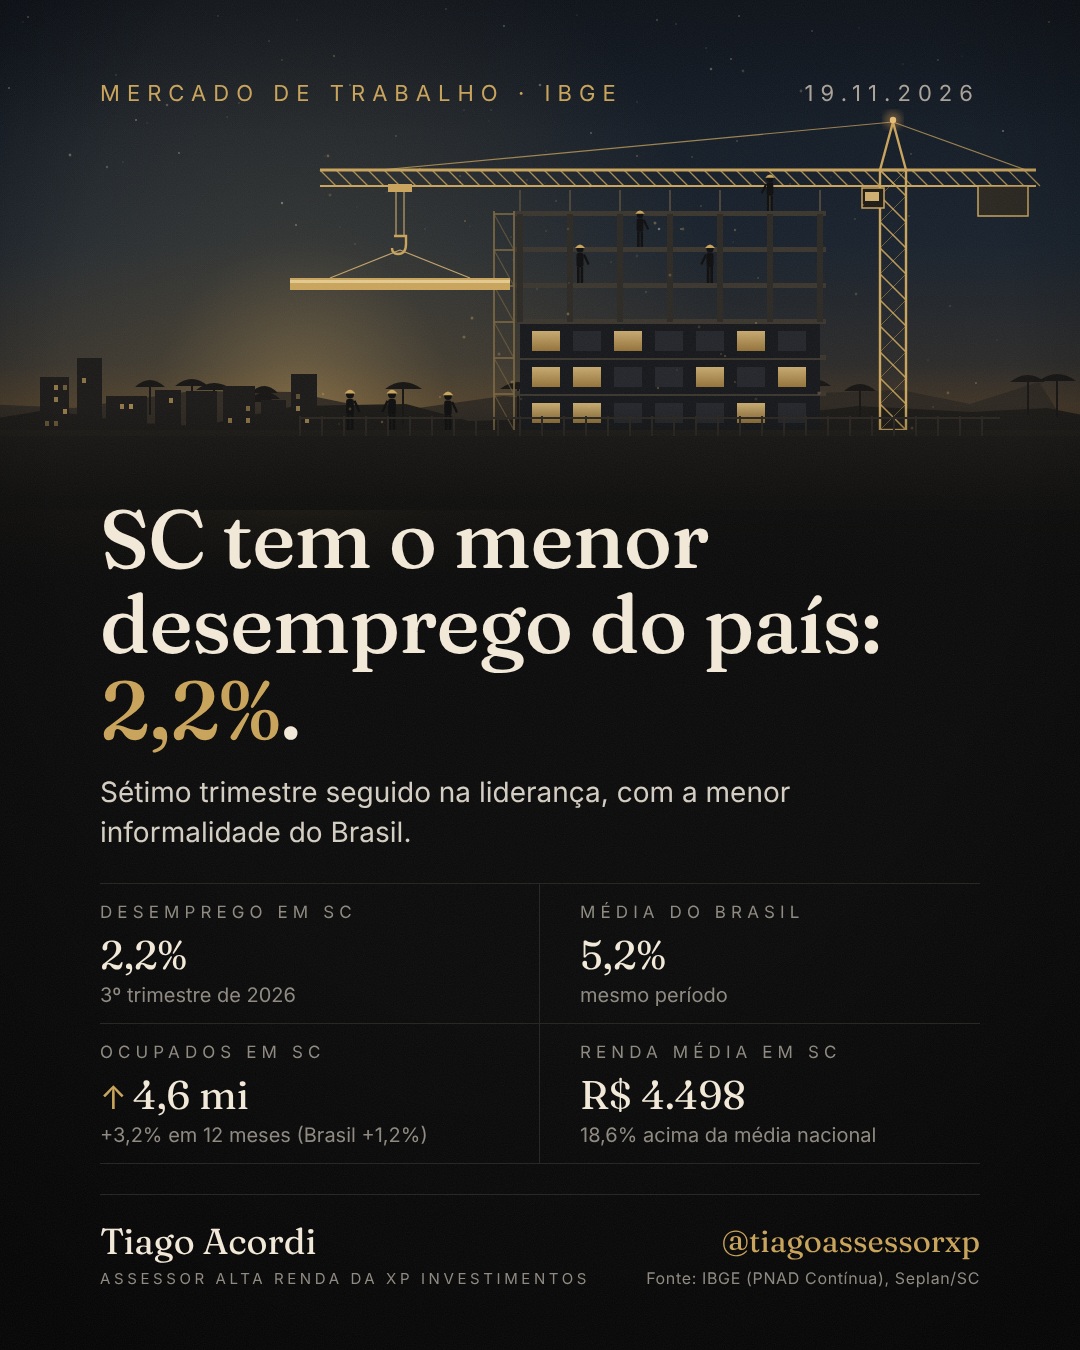 MERCADO DE TRABALHO · IBGE
19.11.2026
SC tem o menor
desemprego do país:
2,2%.
Sétimo trimestre seguido na liderança, com a menor
informalidade do Brasil.
DESEMPREGO EM SC
2,2%
3º trimestre de 2026
MÉDIA DO BRASIL
5,2%
mesmo período
OCUPADOS EM SC
↑ 4,6 mi
+3,2% em 12 meses (Brasil +1,2%)
RENDA MÉDIA EM SC
R$ 4.498
18,6% acima da média nacional
Tiago Acordi
ASSESSOR ALTA RENDA DA XP INVESTIMENTOS
@tiagoassessorxp
Fonte: IBGE (PNAD Contínua), Seplan/SC